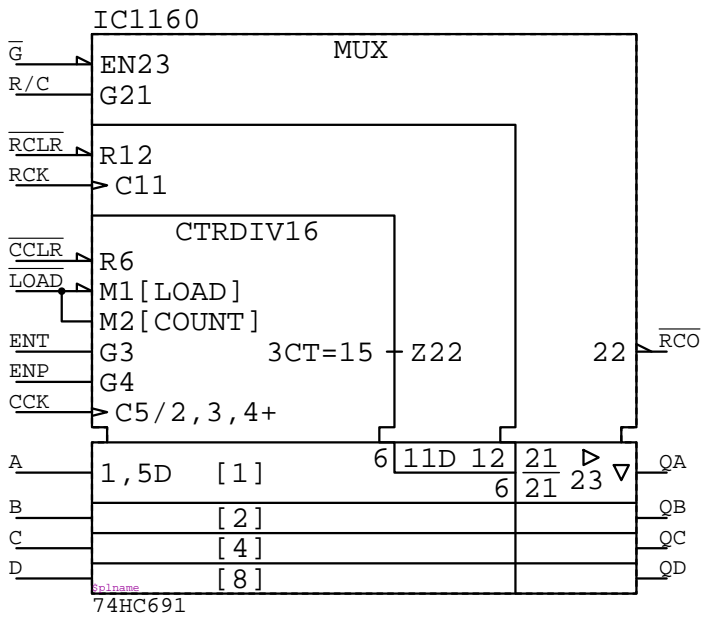 IC1160
MUX
G
EN23
R/C
G21
RCLR
R12
RCK
C11
CTRDIV16
CCLR
R6
LOAD
M1[LOAD]
M2[COUNT]
ENT
G3
3CT=15
Z22
22
RCO
ENP
G4
CCK
C5/2,3,4+
A
1,5D
[1]
6
11D
12
21
23
QA
6
21
B
[2]
QB
C
[4]
QC
D
[8]
QD
$plname
74HC691